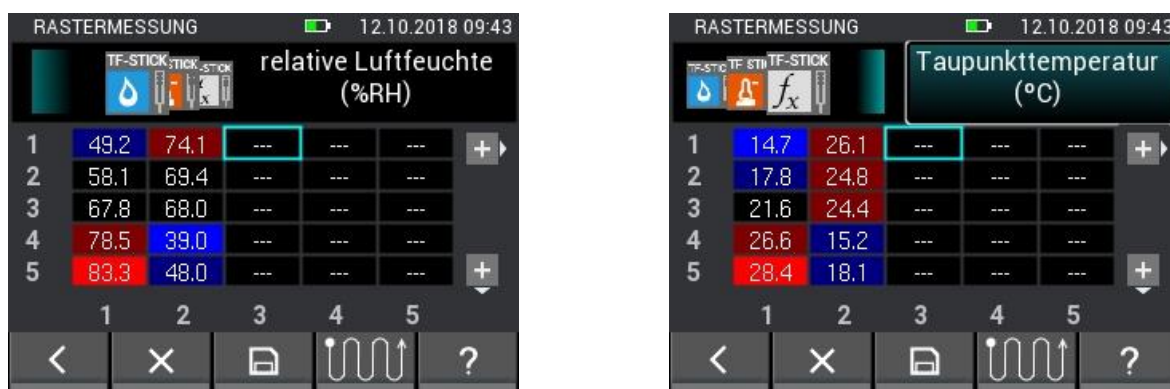 RASTERMESSUNG 12.10.2018 09:43
TF-STICK
relative Luftfeuchte
(%RH)
1 49.2 74.1 --- --- --- +
2 58.1 69.4 --- --- ---
3 67.8 68.0 --- --- ---
4 78.5 39.0 --- --- ---
5 83.3 48.0 --- --- --- +
1 2 3 4 5
?
RASTERMESSUNG 12.10.2018 09:43
TF-STICK
fx
Taupunkttemperatur
(°C)
1 14.7 26.1 --- --- --- +
2 17.8 24.8 --- --- ---
3 21.6 24.4 --- --- ---
4 26.6 15.2 --- --- ---
5 28.4 18.1 --- --- --- +
1 2 3 4 5
?